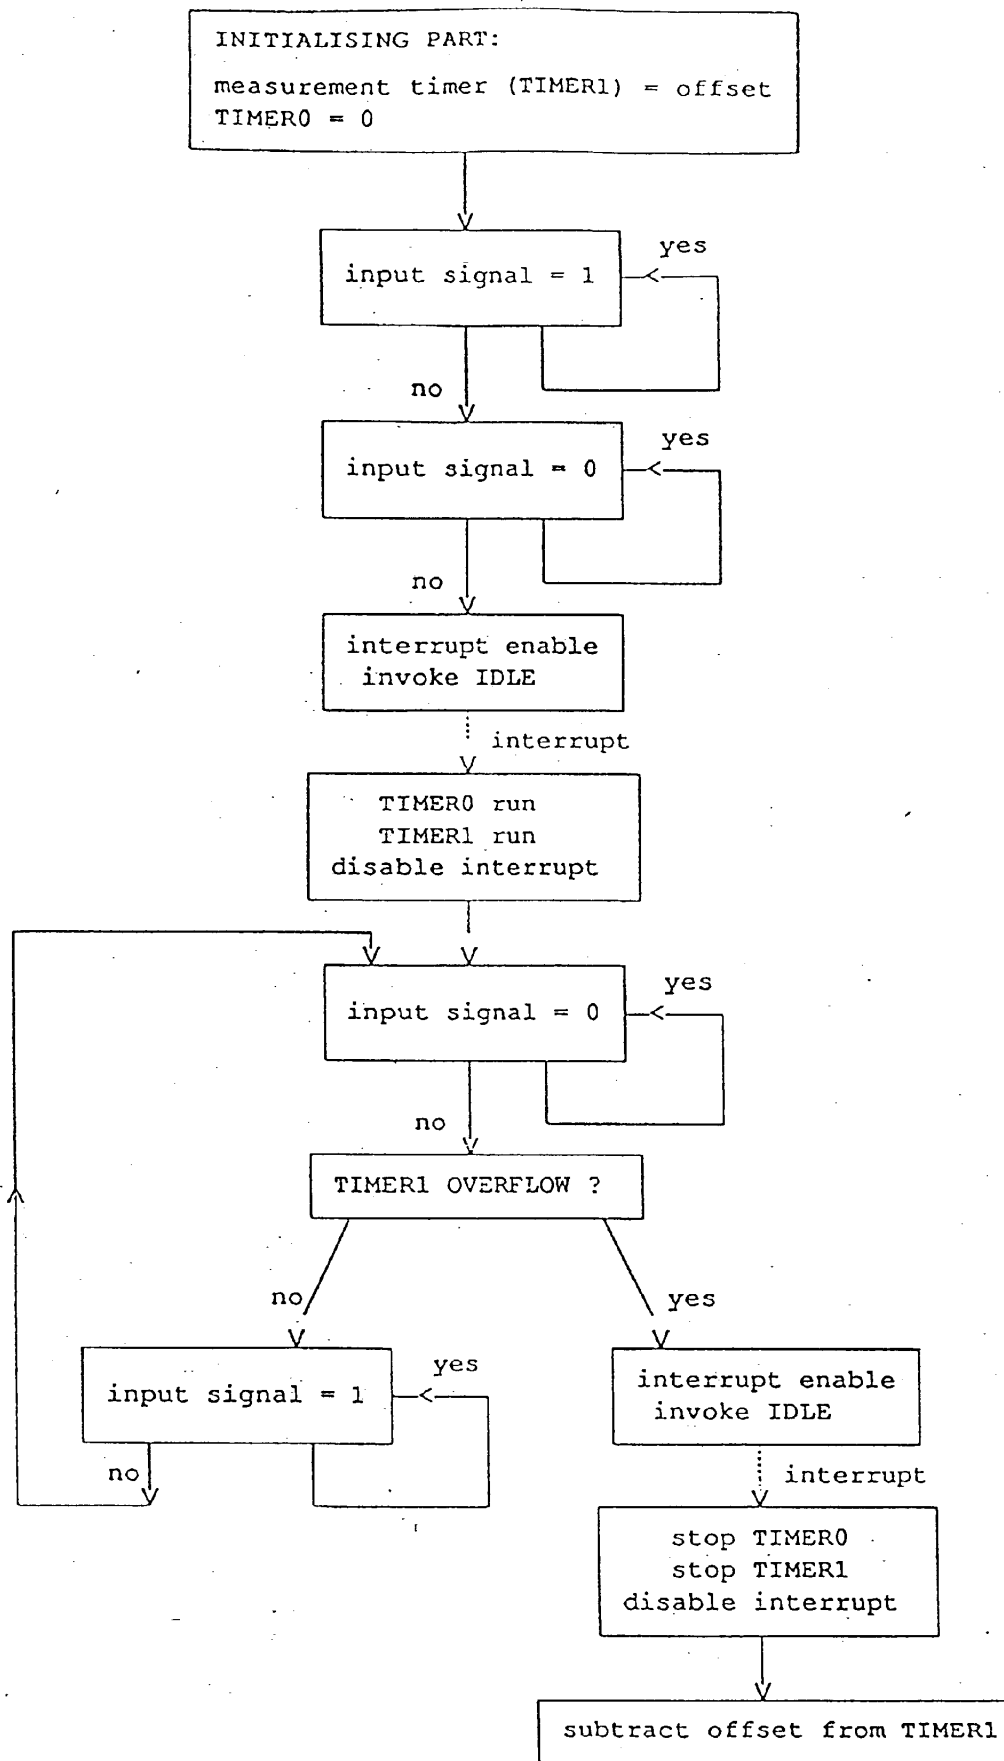 INITIALISING PART:
measurement timer (TIMER1) = offset
TIMER0 = 0
input signal = 1
yes
no
input signal = 0
yes
no
interrupt enable
invoke IDLE
interrupt
TIMER0 run
TIMER1 run
disable interrupt
input signal = 0
yes
no
TIMER1 OVERFLOW ?
no
yes
input signal = 1
yes
no
interrupt enable
invoke IDLE
interrupt
stop TIMER0
stop TIMER1
disable interrupt
subtract offset from TIMER1